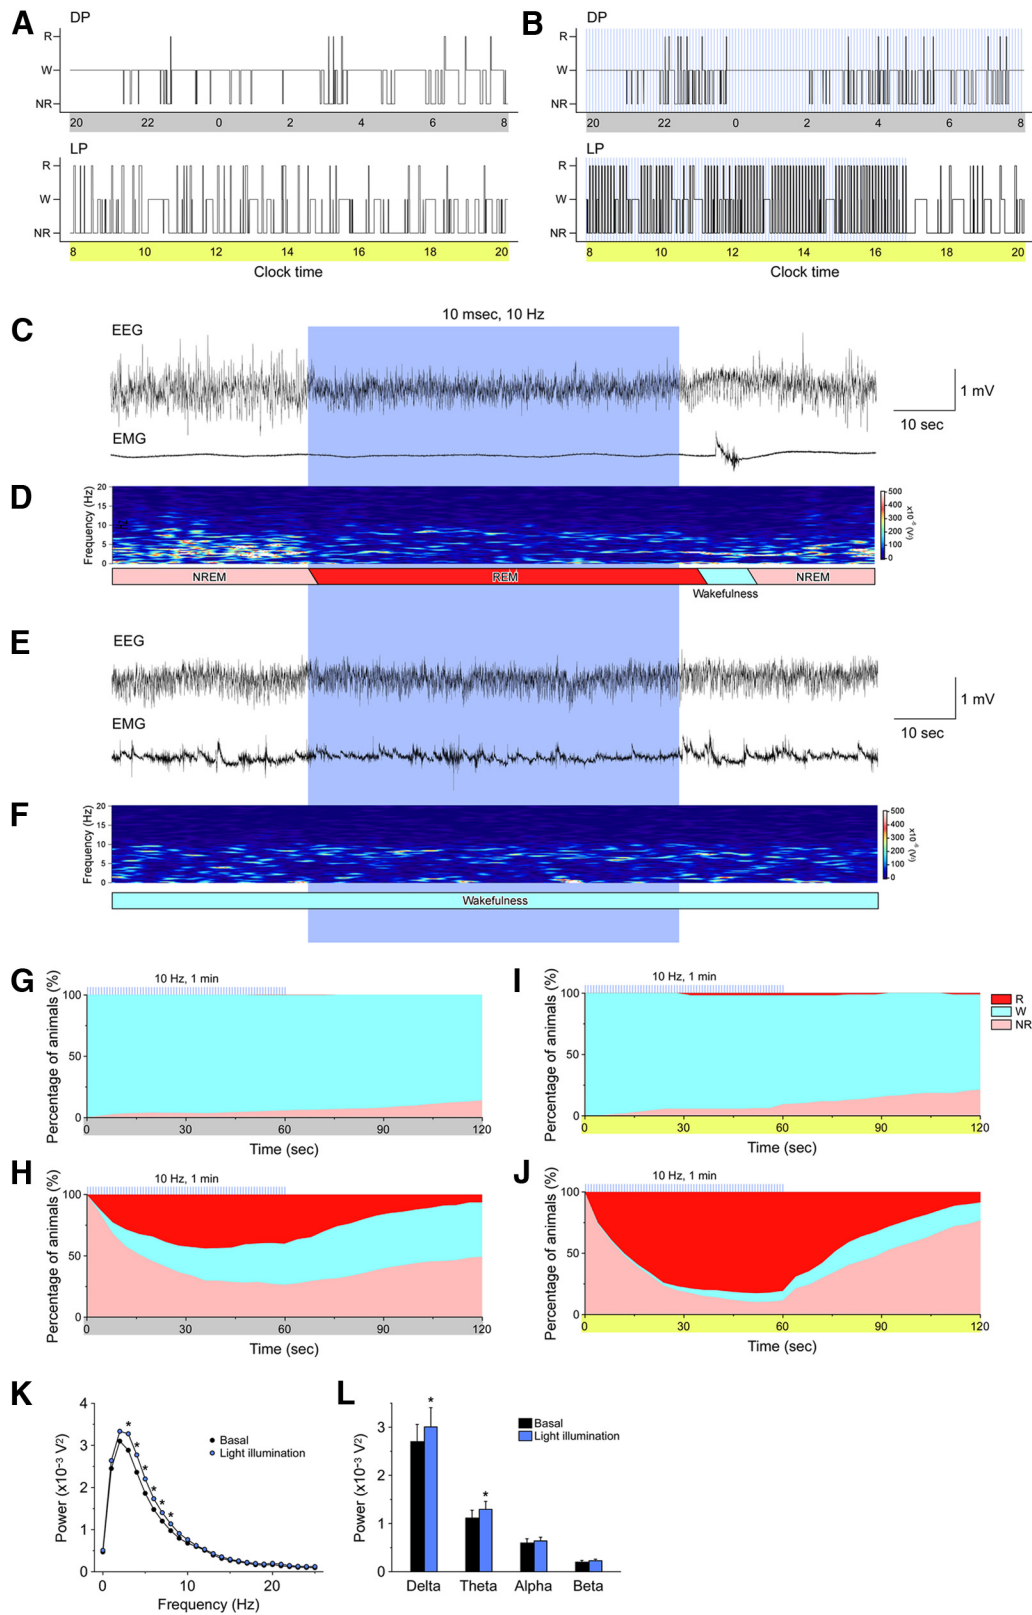 A
DP
R
W
NR
20 22 0 2 4 6 8
LP
R
W
NR
8 10 12 14 16 18 20
Clock time
B
DP
R
W
NR
20 22 0 2 4 6 8
LP
R
W
NR
8 10 12 14 16 18 20
Clock time
C
10 msec, 10 Hz
EEG
1 mV
10 sec
EMG
D
Frequency (Hz)
20
15
10
5
0
500
400
300
200
100
0
NREM REM NREM
Wakefulness
E
EEG
1 mV
10 sec
EMG
F
Frequency (Hz)
20
15
10
5
0
500
400
300
200
100
0
Wakefulness
G
10 Hz, 1 min
Percentage of animals (%)
100
50
0
0 30 60 90 120
Time (sec)
I
10 Hz, 1 min
Percentage of animals (%)
100
50
0
0 30 60 90 120
Time (sec)
R
W
NR
H
10 Hz, 1 min
Percentage of animals (%)
100
50
0
0 30 60 90 120
Time (sec)
J
10 Hz, 1 min
Percentage of animals (%)
100
50
0
0 30 60 90 120
Time (sec)
K
Power (x10⁻³ V²)
4
3
2
1
0
* * * * * *
Basal
Light illumination
0 10 20
Frequency (Hz)
L
Power (x10⁻³ V²)
3
2
1
0
*
*
Basal
Light illumination
Delta Theta Alpha Beta